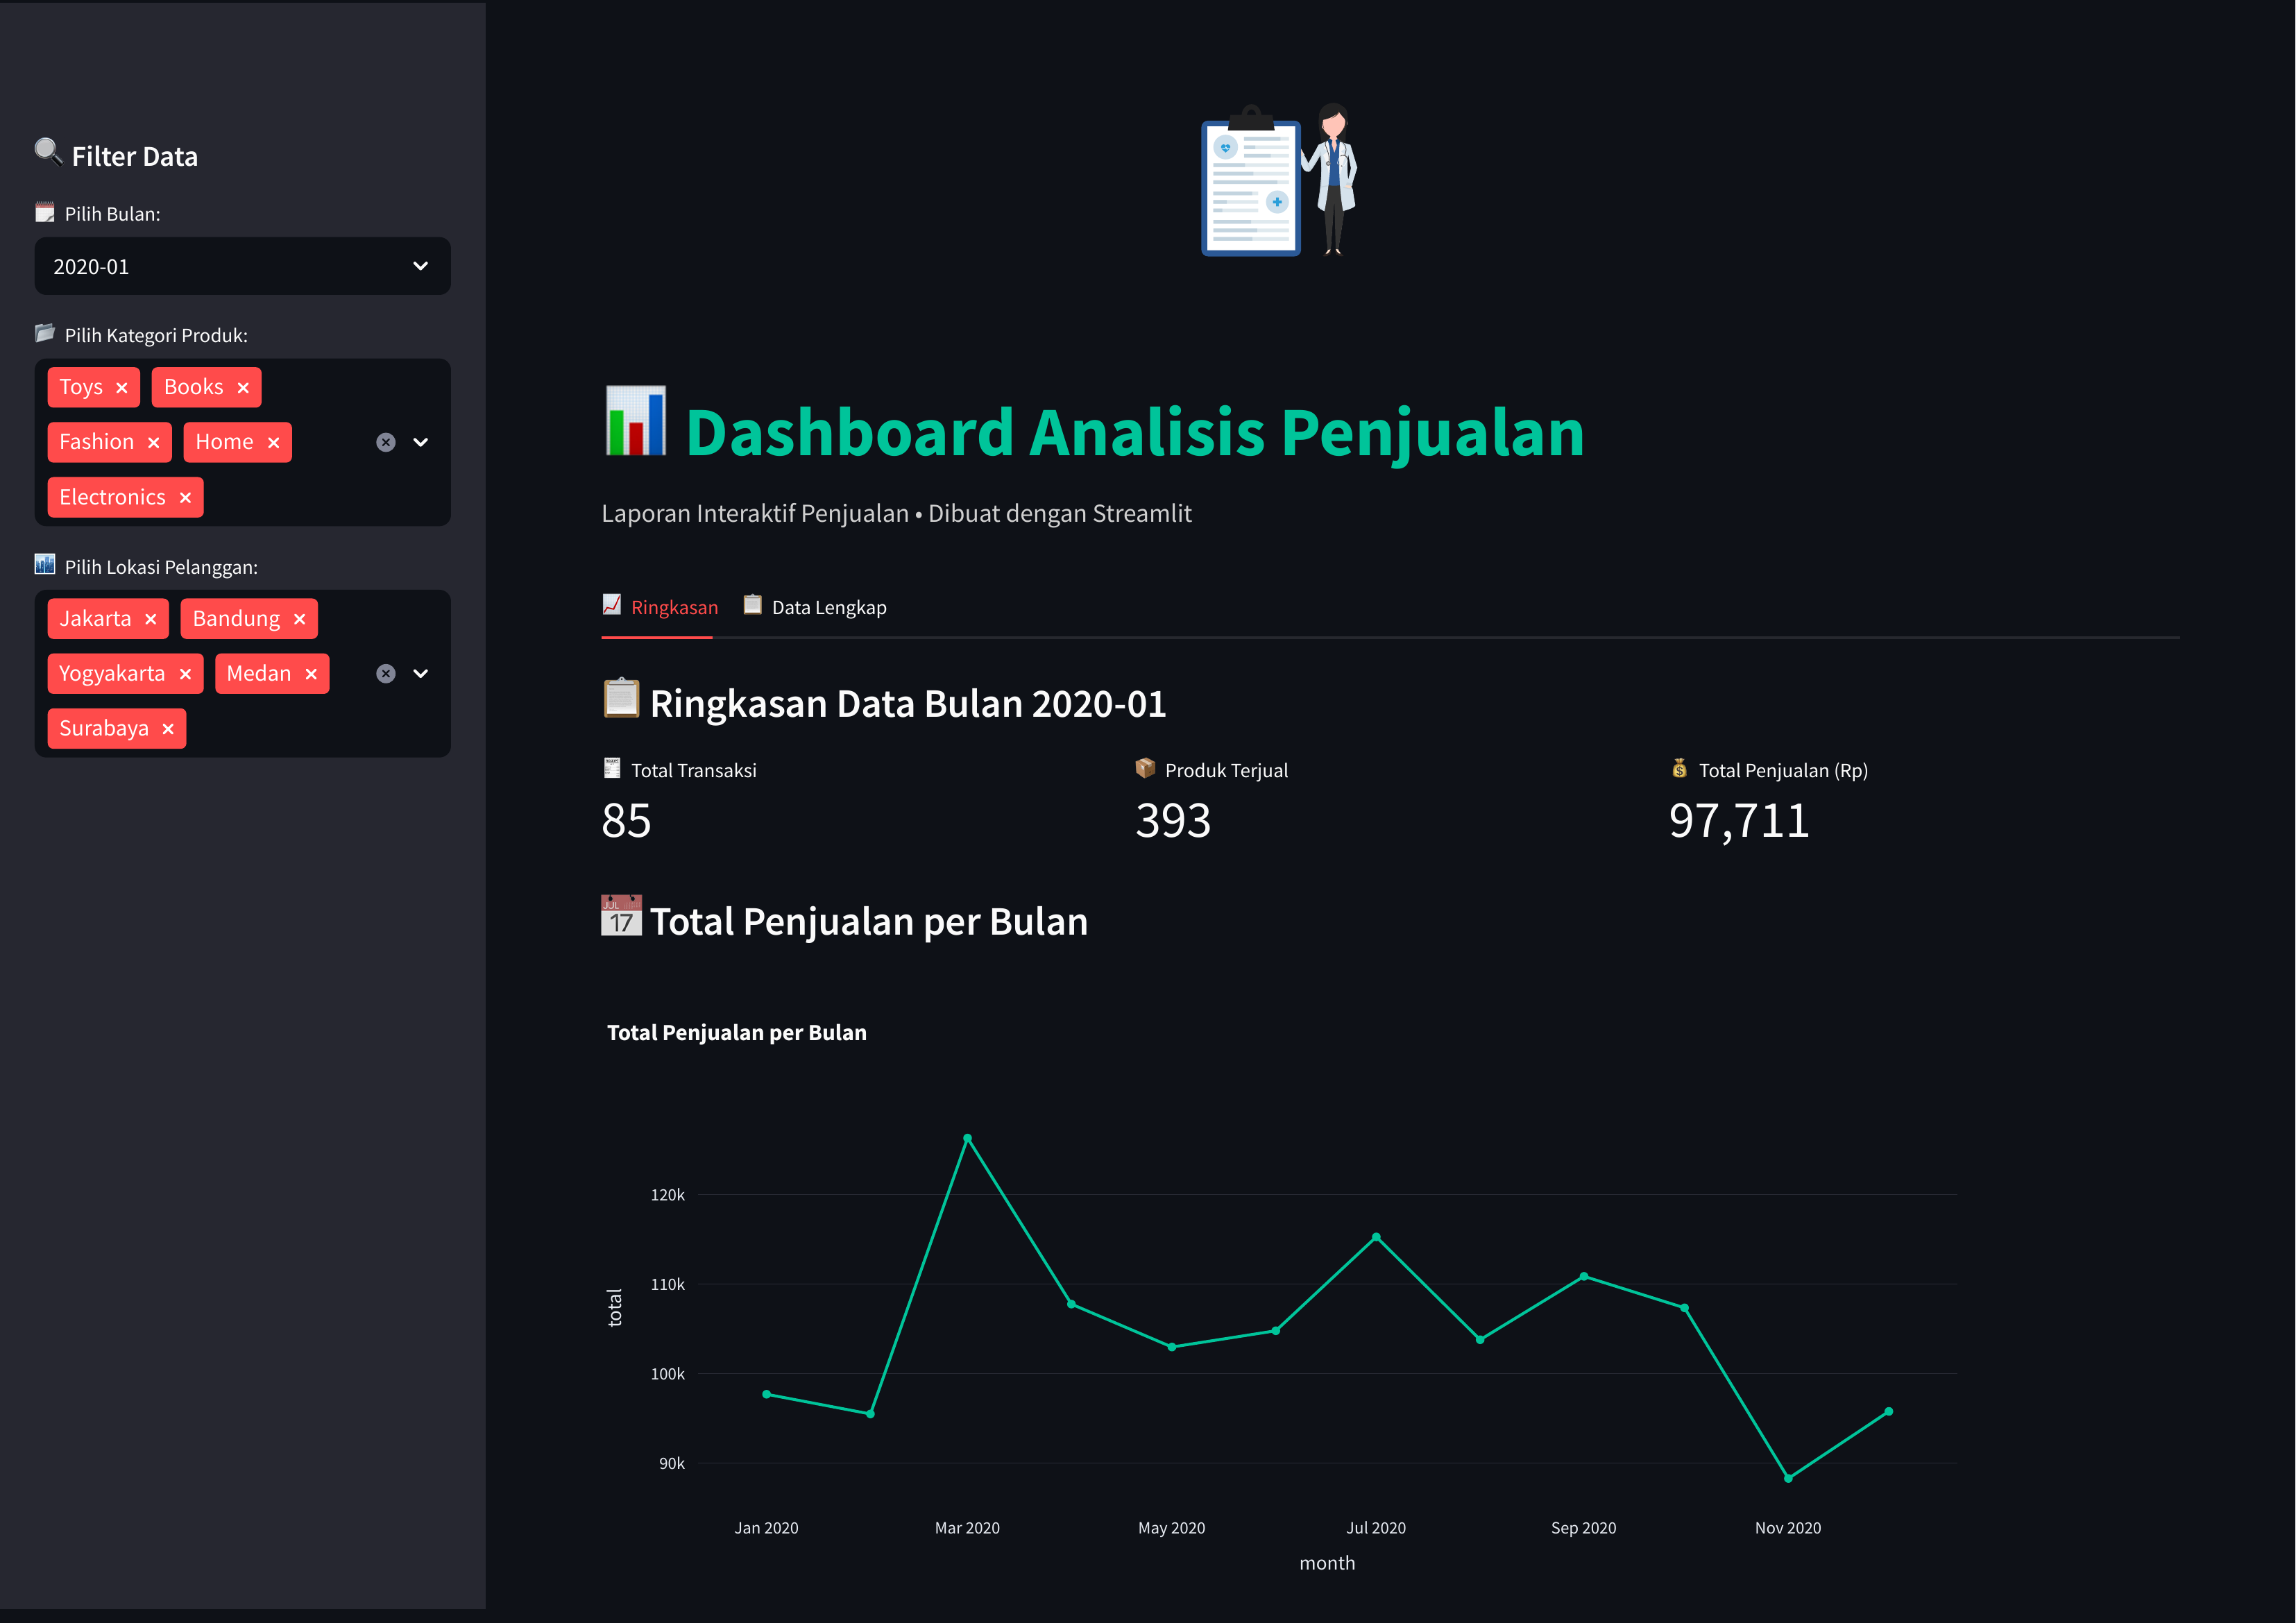 Filter Data
Pilih Bulan:
2020-01
Pilih Kategori Produk:
Toys Books
Fashion Home
Electronics
Pilih Lokasi Pelanggan:
Jakarta Bandung
Yogyakarta Medan
Surabaya
Dashboard Analisis Penjualan
Laporan Interaktif Penjualan • Dibuat dengan Streamlit
Ringkasan Data Lengkap
Ringkasan Data Bulan 2020-01
Total Transaksi
85
Produk Terjual
393
Total Penjualan (Rp)
97,711
JUL
17
Total Penjualan per Bulan
Total Penjualan per Bulan
total
120k
110k
100k
90k
Jan 2020 Mar 2020 May 2020 Jul 2020 Sep 2020 Nov 2020
month